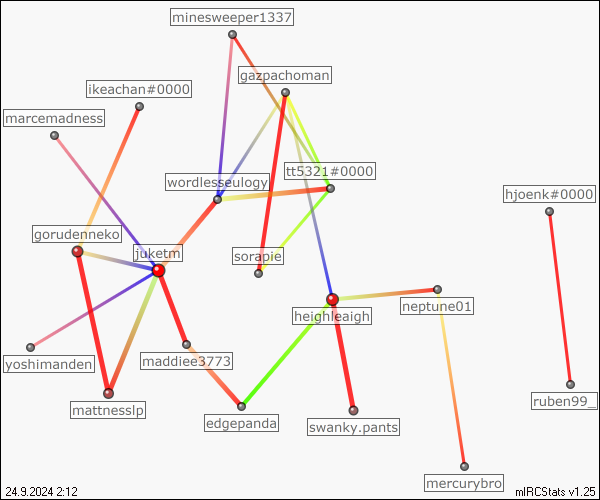 minesweeper1337
gazpachoman
ikeachan#0000
marcemadness
tt5321#0000
wordlesseulogy
hjoenk#0000
gorudenneko
juketm
sorapie
neptune01
heighleaigh
yoshimanden
maddiee3773
ruben99_
mattnesslp
edgepanda
swanky.pants
mercurybro
24.9.2024 2:12
mIRCStats v1.25